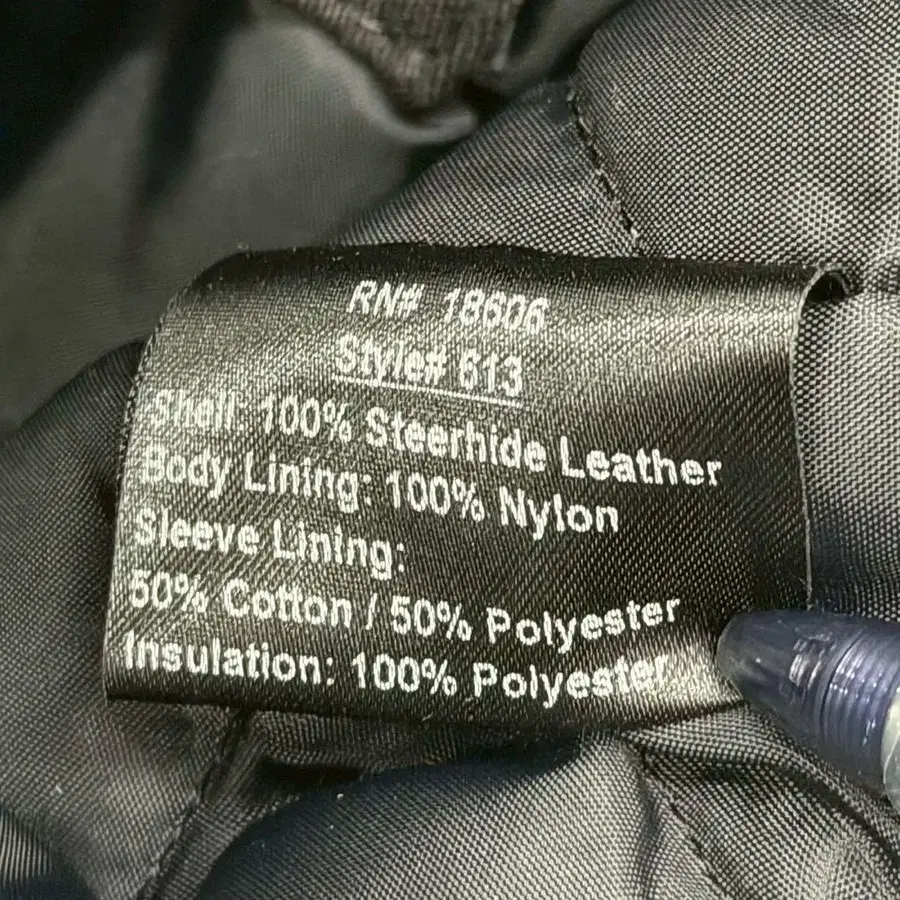 RN# 18606
Style# 613
Shell: 100% Steerhide Leather
Body Lining: 100% Nylon
Sleeve Lining:
50% Cotton / 50% Polyester
Insulation: 100% Polyester